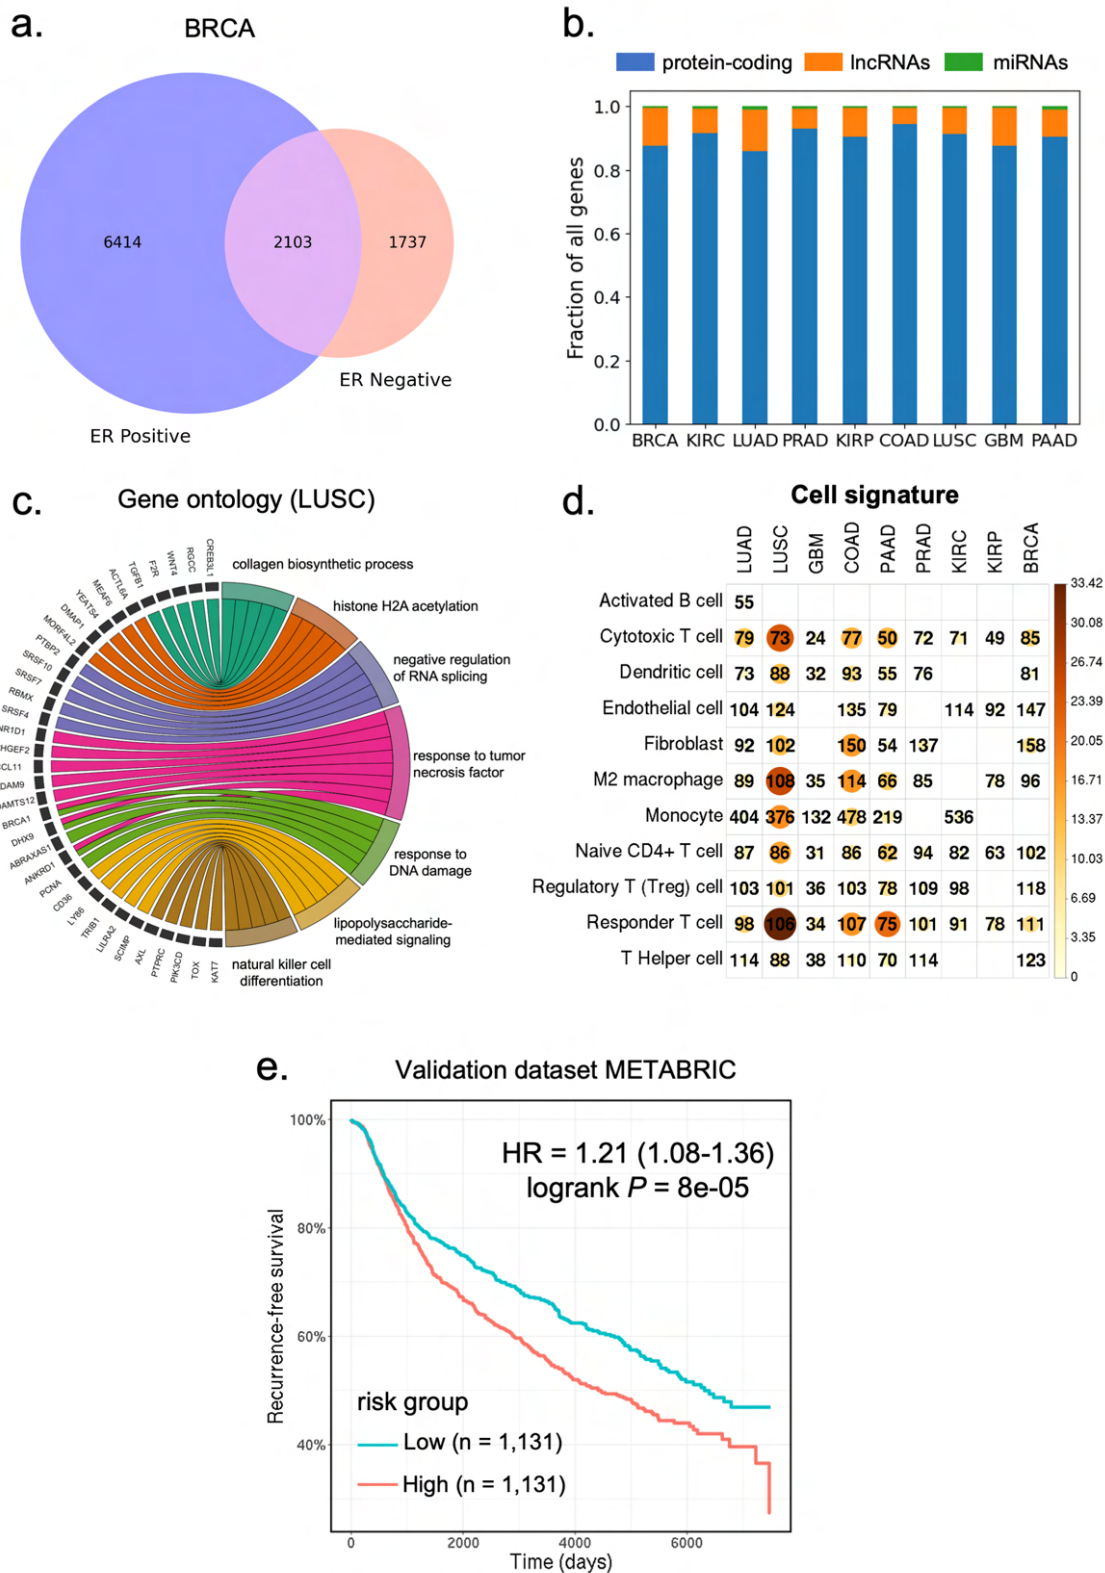 a.
BRCA
6414
2103
1737
ER Negative
ER Positive
b.
protein-coding
lncRNAs
miRNAs
Fraction of all genes
1.0
0.8
0.6
0.4
0.2
0.0
BRCA KIRC LUAD PRAD KIRP COAD LUSC GBM PAAD
c.
Gene ontology (LUSC)
CREB3L1
RGCC
WNT4
F2R
TGFB1
ACTL6A
MEAF6
YEATS4
DMAP1
MORF4L2
PTBP2
SRSF10
SRSF7
RBMX
SRSF4
NR1D1
HGEF2
CCL11
DAM9
DAMTS12
BRCA1
DHX9
ABRAXAS1
ANKRD1
PCNA
CD36
LY86
TRIB1
LILRA2
SCIMP
AXL
PTPRC
PIK3CD
TOX
KAT7
collagen biosynthetic process
histone H2A acetylation
negative regulation
of RNA splicing
response to tumor
necrosis factor
response to
DNA damage
lipopolysaccharide-
mediated signaling
natural killer cell
differentiation
d.
Cell signature
LUAD LUSC GBM COAD PAAD PRAD KIRC KIRP BRCA
Activated B cell 55
Cytotoxic T cell 79 73 24 77 50 72 71 49 85
Dendritic cell 73 88 32 93 55 76 81
Endothelial cell 104 124 135 79 114 92 147
Fibroblast 92 102 150 54 137 158
M2 macrophage 89 108 35 114 66 85 78 96
Monocyte 404 376 132 478 219 536
Naive CD4+ T cell 87 86 31 86 62 94 82 63 102
Regulatory T (Treg) cell 103 101 36 103 78 109 98 118
Responder T cell 98 106 34 107 75 101 91 78 111
T Helper cell 114 88 38 110 70 114 123
33.42
30.08
26.74
23.39
20.05
16.71
13.37
10.03
6.69
3.35
0
e.
Validation dataset METABRIC
HR = 1.21 (1.08-1.36)
logrank P = 8e-05
Recurrence-free survival
100%
80%
60%
40%
risk group
Low (n = 1,131)
High (n = 1,131)
0 2000 4000 6000
Time (days)